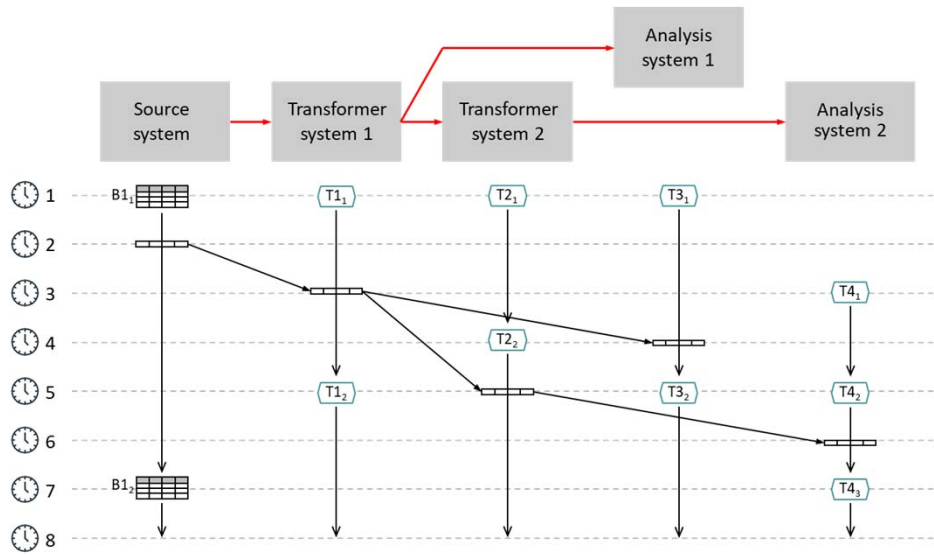 Analysis
system 1
Source
system
Transformer
system 1
Transformer
system 2
Analysis
system 2
1
B1₁
T1₁
T2₁
T3₁
2
3
T4₁
4
T2₂
5
T1₂
T3₂
T4₂
6
7
B1₂
T4₃
8